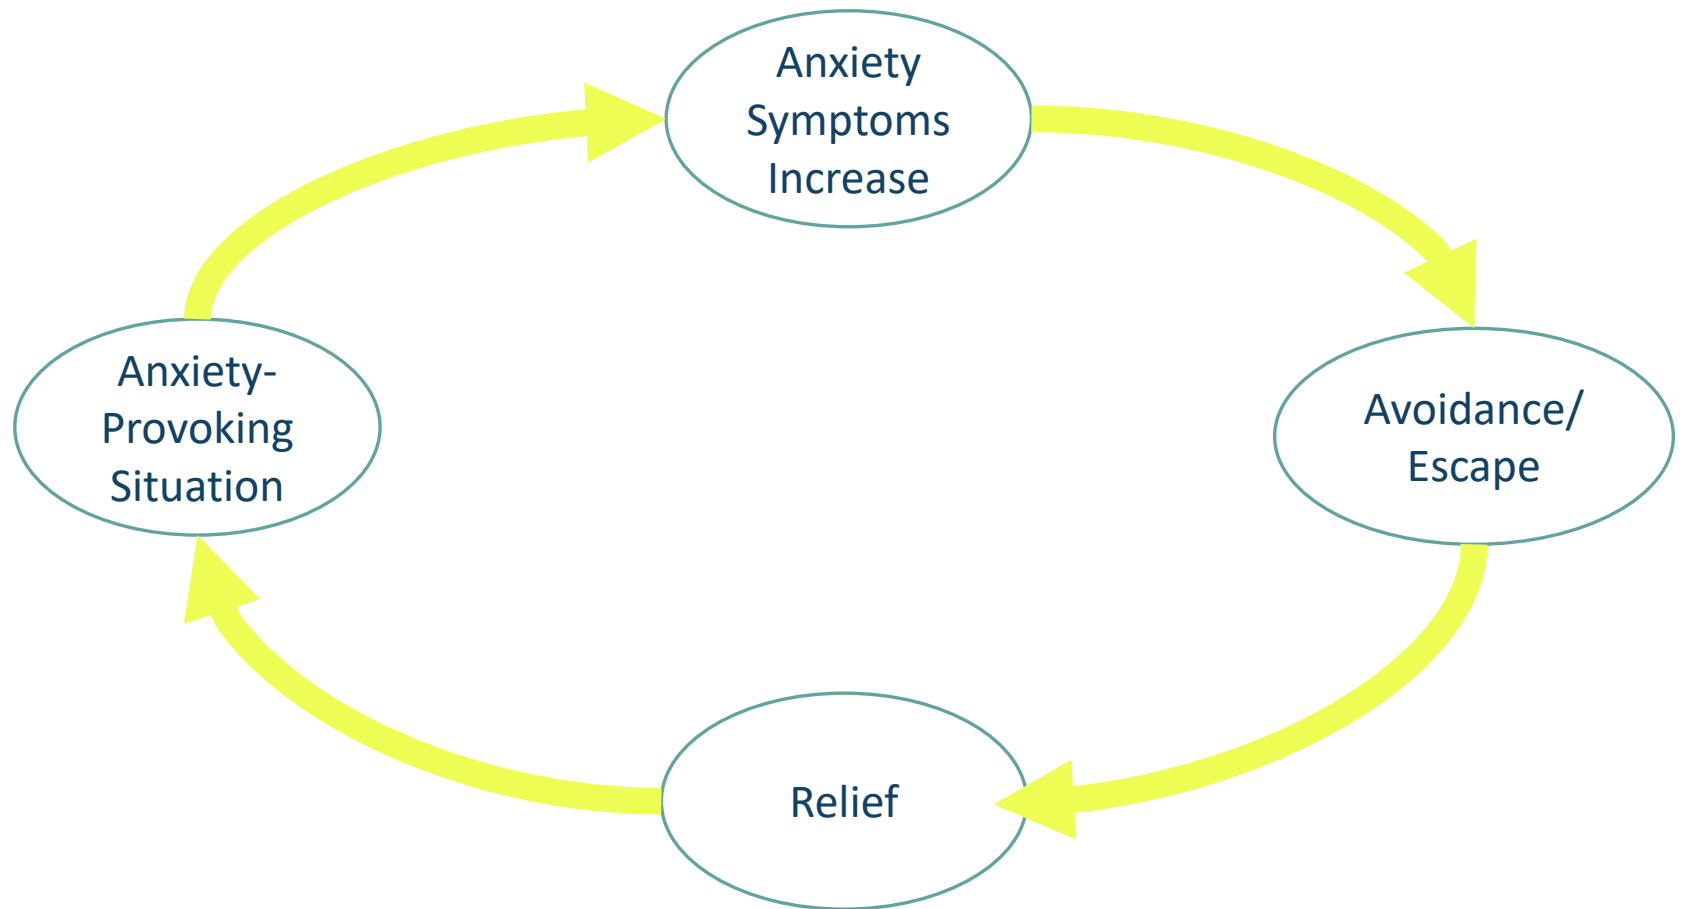 Anxiety
Symptoms
Increase
Anxiety-
Provoking
Situation
Avoidance/
Escape
Relief